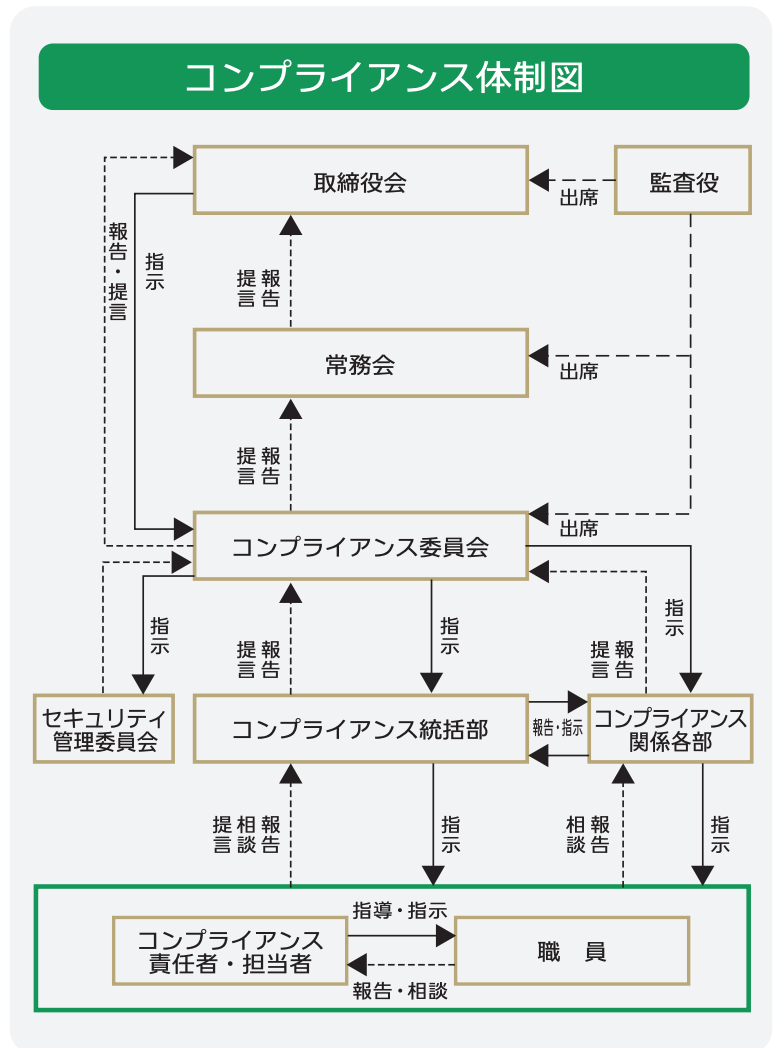 コンプライアンス体制図
取締役会
監査役
出席
報告・提言
指示
報告
提言
常務会
出席
報告
提言
出席
コンプライアンス委員会
指示
報告
提言
指示
報告
提言
指示
セキュリティ
管理委員会
コンプライアンス統括部
報告・指示
コンプライアンス
関係各部
報告
相談
提言
指示
報告
相談
指示
指導・指示
コンプライアンス
責任者・担当者
職　員
報告・相談